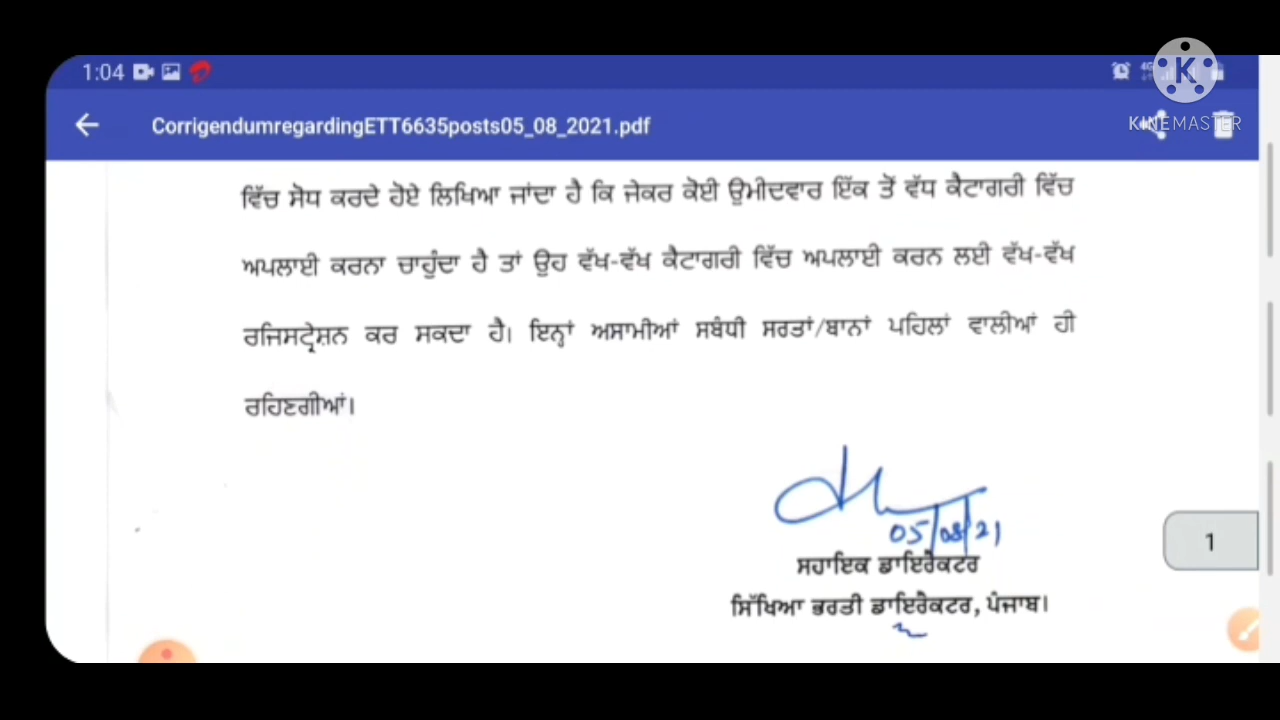 1:04
4G
KINEMASTER
CorrigendumregardingETT6635posts05_08_2021.pdf
ਵਿੱਚ ਸੋਧ ਕਰਦੇ ਹੋਏ ਲਿਖਿਆ ਜਾਂਦਾ ਹੈ ਕਿ ਜੇਕਰ ਕੋਈ ਉਮੀਦਵਾਰ ਇੱਕ ਤੋਂ ਵੱਧ ਕੈਟਾਗਰੀ ਵਿੱਚ
ਅਪਲਾਈ ਕਰਨਾ ਚਾਹੁੰਦਾ ਹੈ ਤਾਂ ਉਹ ਵੱਖ-ਵੱਖ ਕੈਟਾਗਰੀ ਵਿੱਚ ਅਪਲਾਈ ਕਰਨ ਲਈ ਵੱਖ-ਵੱਖ
ਰਜਿਸਟ੍ਰੇਸ਼ਨ ਕਰ ਸਕਦਾ ਹੈ। ਇਨ੍ਹਾਂ ਅਸਾਮੀਆਂ ਸਬੰਧੀ ਸਰਤਾਂ/ਬਾਨਾਂ ਪਹਿਲਾਂ ਵਾਲੀਆਂ ਹੀ
ਰਹਿਣਗੀਆਂ।
05/08/21
ਸਹਾਇਕ ਡਾਇਰੈਕਟਰ
ਸਿੱਖਿਆ ਭਰਤੀ ਡਾਇਰੈਕਟਰ, ਪੰਜਾਬ।
1